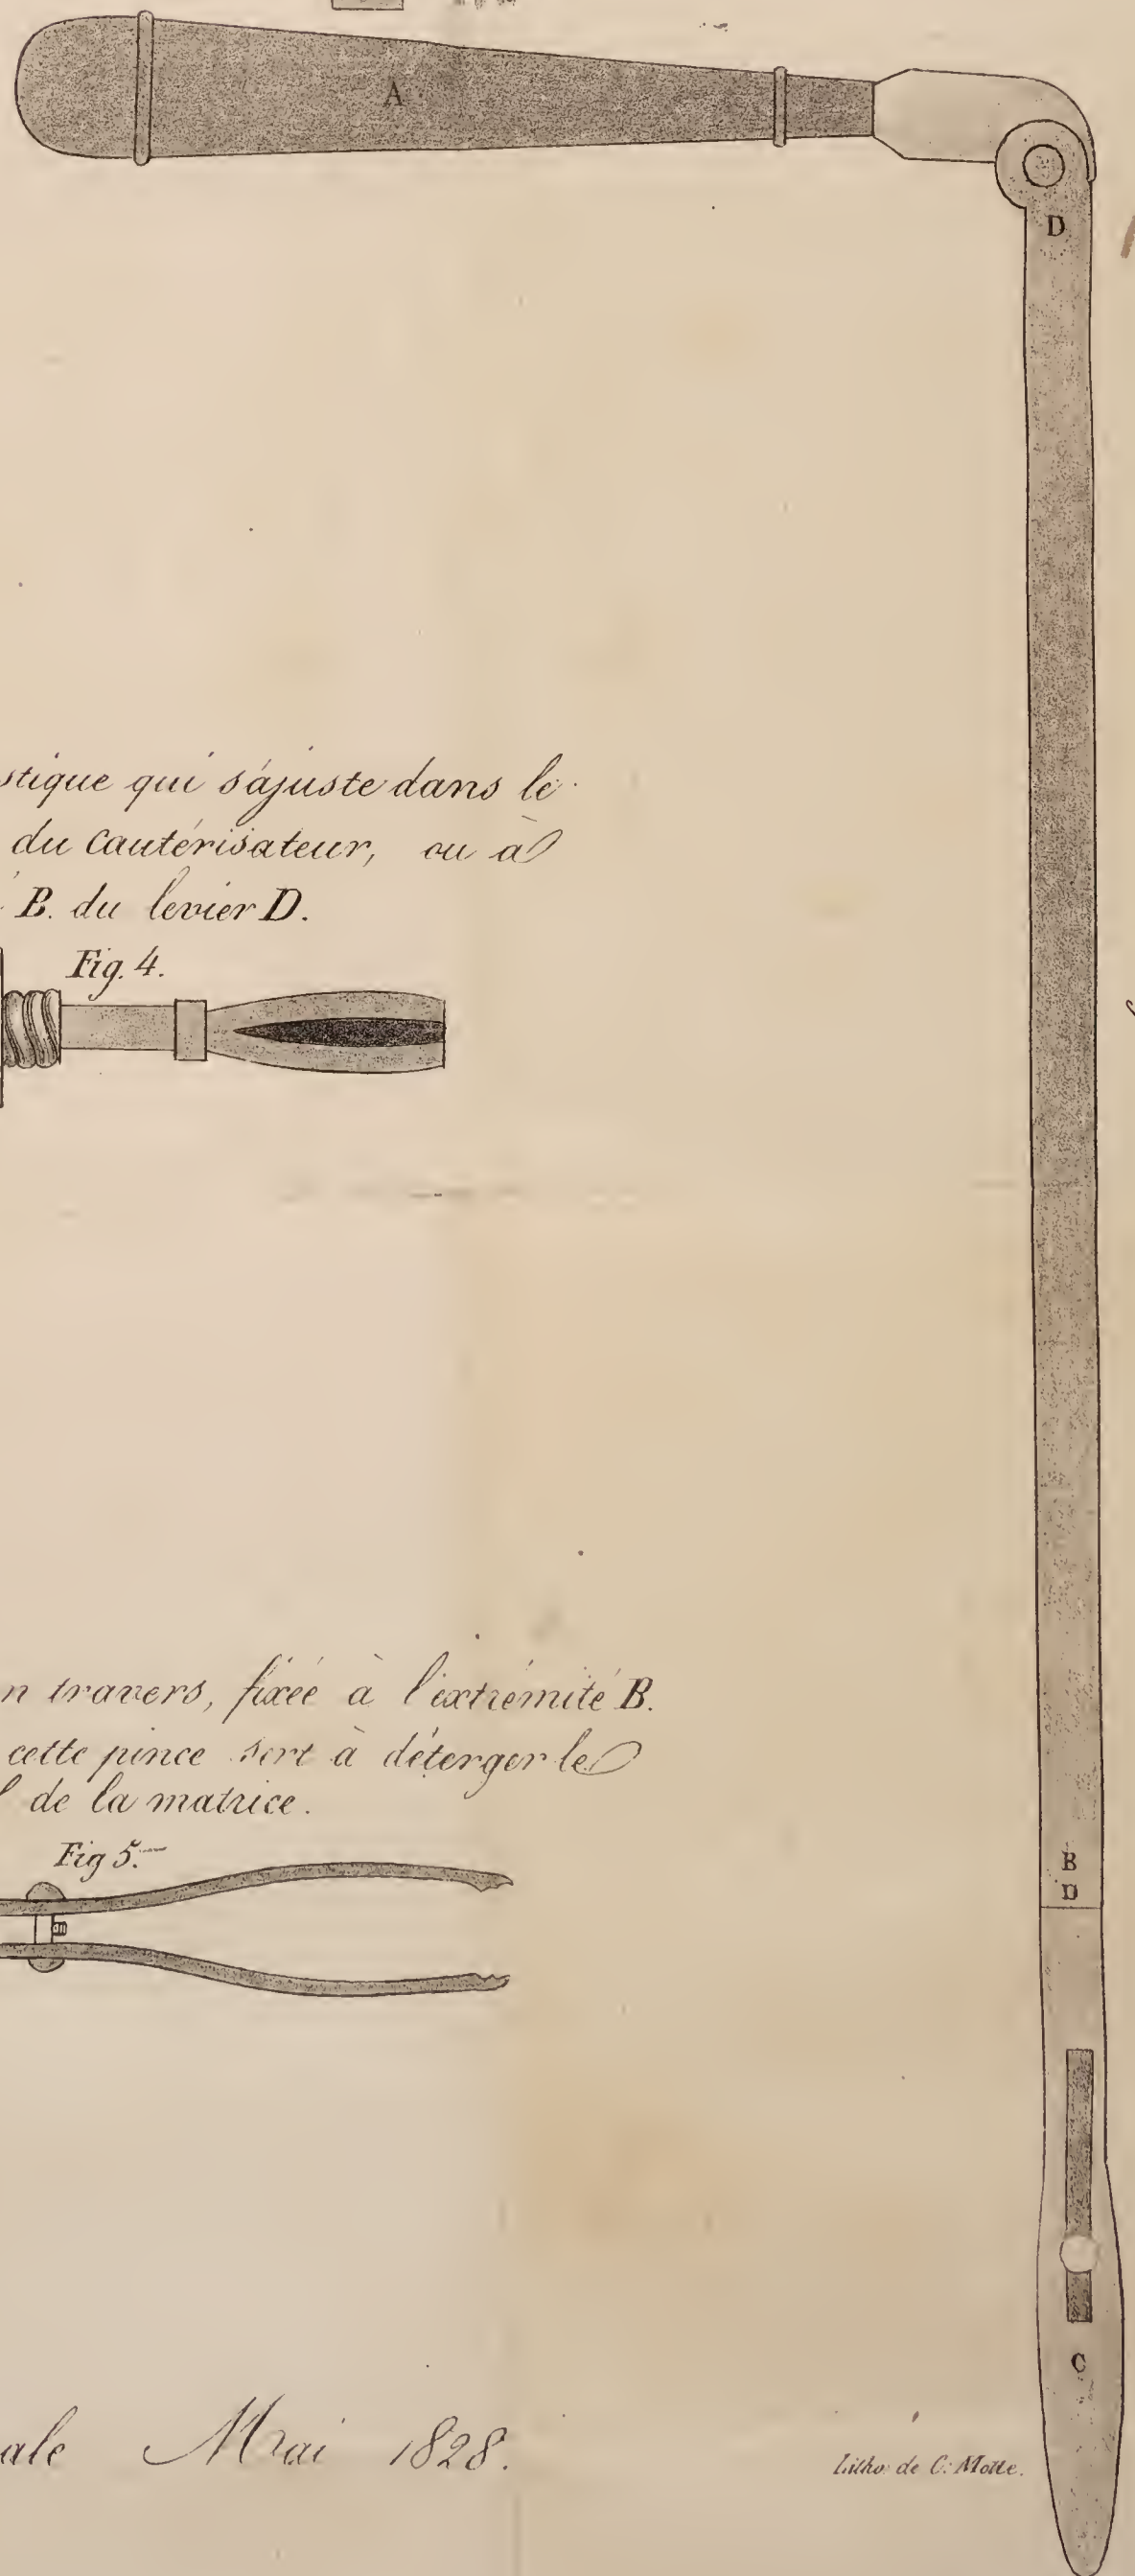 A
D
stique qui s'ajuste dans le
du Cautérisateur, ou à
B. du levier D.
Fig. 4.
n travers, fixée à l'extrémité B.
cette pince sert à déterger le
l de la matrice.
Fig 5.
B
D
C
ale Mai 1828.
Litho: de C: Motte.